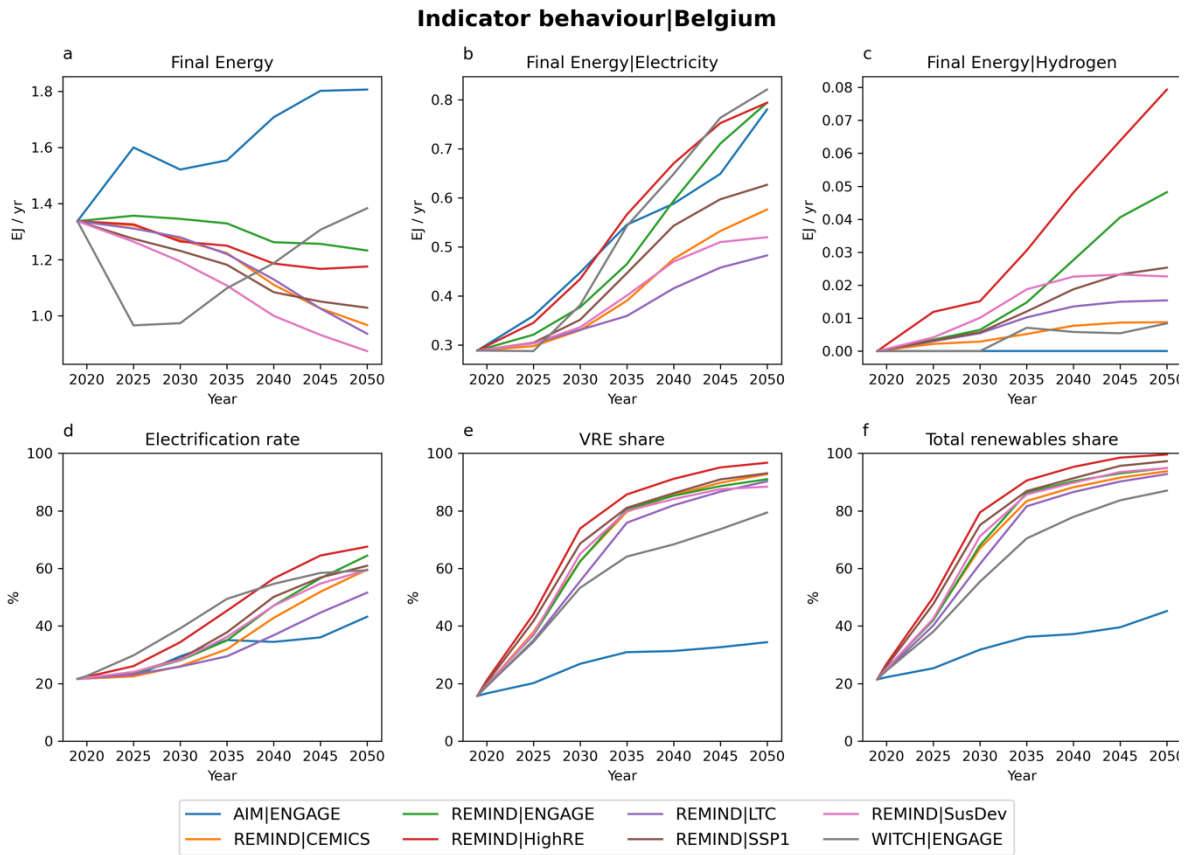 Indicator behaviour|Belgium
a
Final Energy
1.8
1.6
1.4
1.2
1.0
EJ / yr
2020 2025 2030 2035 2040 2045 2050
Year
b
Final Energy|Electricity
0.8
0.7
0.6
0.5
0.4
0.3
EJ / yr
2020 2025 2030 2035 2040 2045 2050
Year
c
Final Energy|Hydrogen
0.08
0.07
0.06
0.05
0.04
0.03
0.02
0.01
0.00
EJ / yr
2020 2025 2030 2035 2040 2045 2050
Year
d
Electrification rate
100
80
60
40
20
0
%
2020 2025 2030 2035 2040 2045 2050
Year
e
VRE share
100
80
60
40
20
0
%
2020 2025 2030 2035 2040 2045 2050
Year
f
Total renewables share
100
80
60
40
20
0
%
2020 2025 2030 2035 2040 2045 2050
Year
AIM|ENGAGE REMIND|ENGAGE REMIND|LTC REMIND|SusDev
REMIND|CEMICS REMIND|HighRE REMIND|SSP1 WITCH|ENGAGE